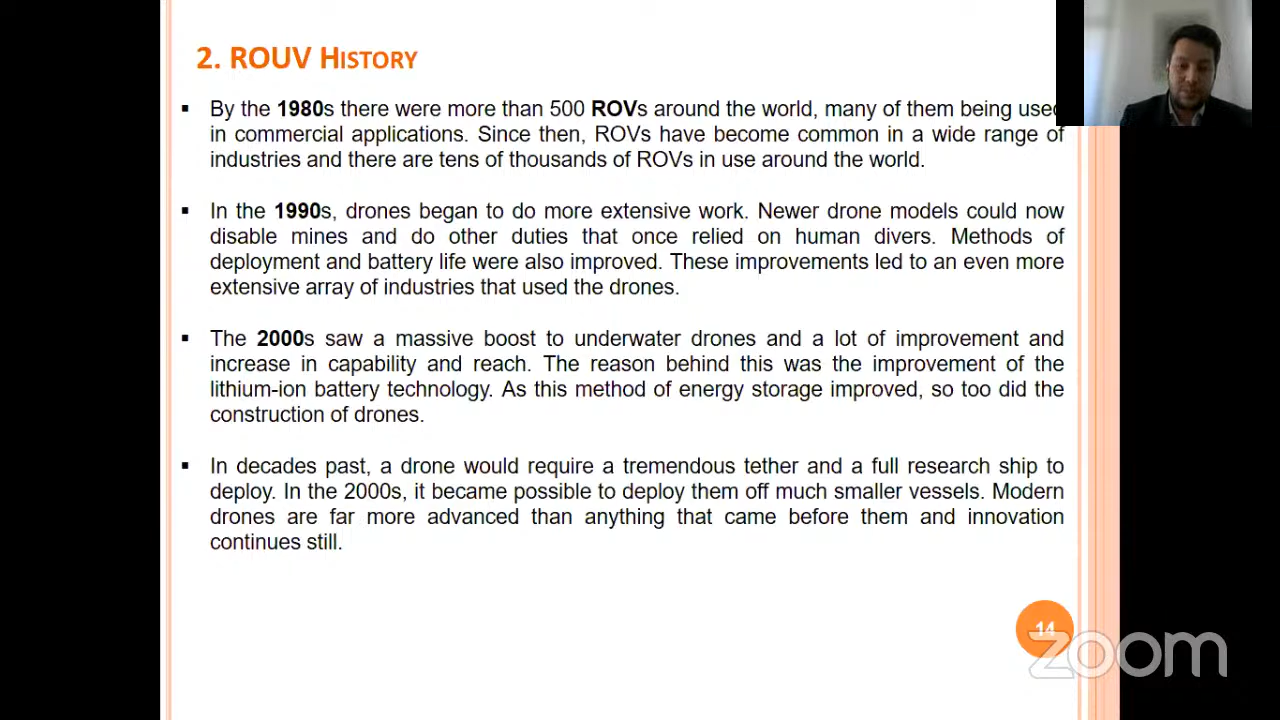 2. ROUV History
▪ By the 1980s there were more than 500 ROVs around the world, many of them being used
in commercial applications. Since then, ROVs have become common in a wide range of
industries and there are tens of thousands of ROVs in use around the world.
▪ In the 1990s, drones began to do more extensive work. Newer drone models could now
disable mines and do other duties that once relied on human divers. Methods of
deployment and battery life were also improved. These improvements led to an even more
extensive array of industries that used the drones.
▪ The 2000s saw a massive boost to underwater drones and a lot of improvement and
increase in capability and reach. The reason behind this was the improvement of the
lithium-ion battery technology. As this method of energy storage improved, so too did the
construction of drones.
▪ In decades past, a drone would require a tremendous tether and a full research ship to
deploy. In the 2000s, it became possible to deploy them off much smaller vessels. Modern
drones are far more advanced than anything that came before them and innovation
continues still.
14
zoom